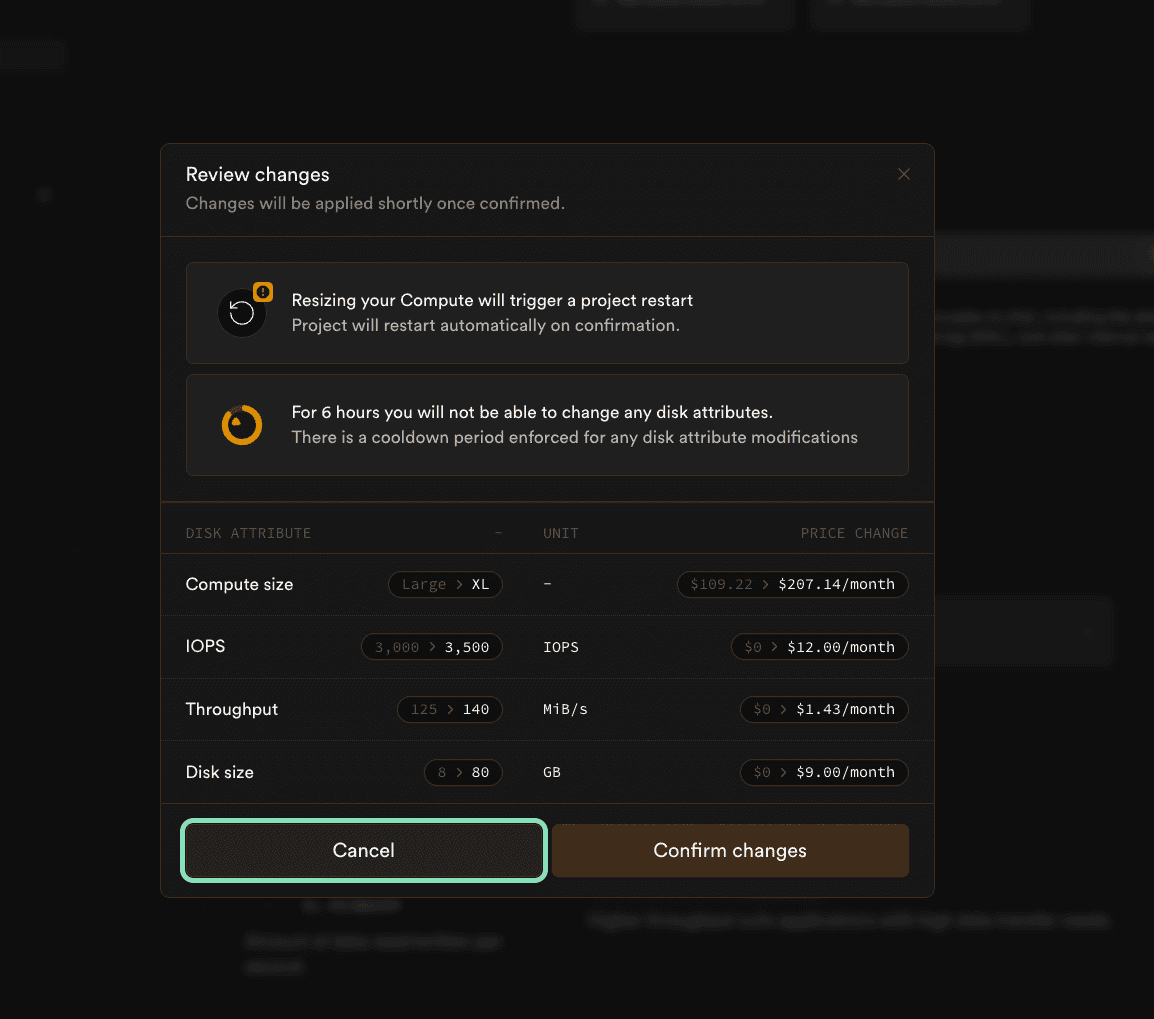 Review changes
Changes will be applied shortly once confirmed.
Resizing your Compute will trigger a project restart
Project will restart automatically on confirmation.
For 6 hours you will not be able to change any disk attributes.
There is a cooldown period enforced for any disk attribute modifications
DISK ATTRIBUTE – UNIT PRICE CHANGE
Compute size Large > XL – $109.22 > $207.14/month
IOPS 3,000 > 3,500 IOPS $0 > $12.00/month
Throughput 125 > 140 MiB/s $0 > $1.43/month
Disk size 8 > 80 GB $0 > $9.00/month
Cancel Confirm changes